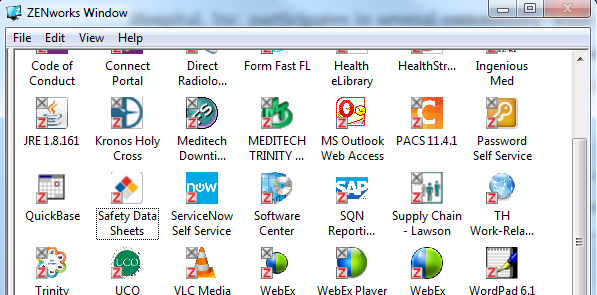 ZENworks Window
File Edit View Help
Code of Connect Direct Form Fast FL Health HealthStr... Ingenious
Conduct Portal Radiolo... eLibrary Med
JRE 1.8.161 Kronos Holy Meditech MEDITECH MS Outlook PACS 11.4.1 Password
Cross Downti... TRINITY ... Web Access Self Service
now SAP
QuickBase Safety Data ServiceNow Software SQN Supply Chain TH
Sheets Self Service Center Reporti... - Lawson Work-Rela...
UCO
Trinity UCO VLC Media WebEx WebEx Player WebEx WordPad 6.1